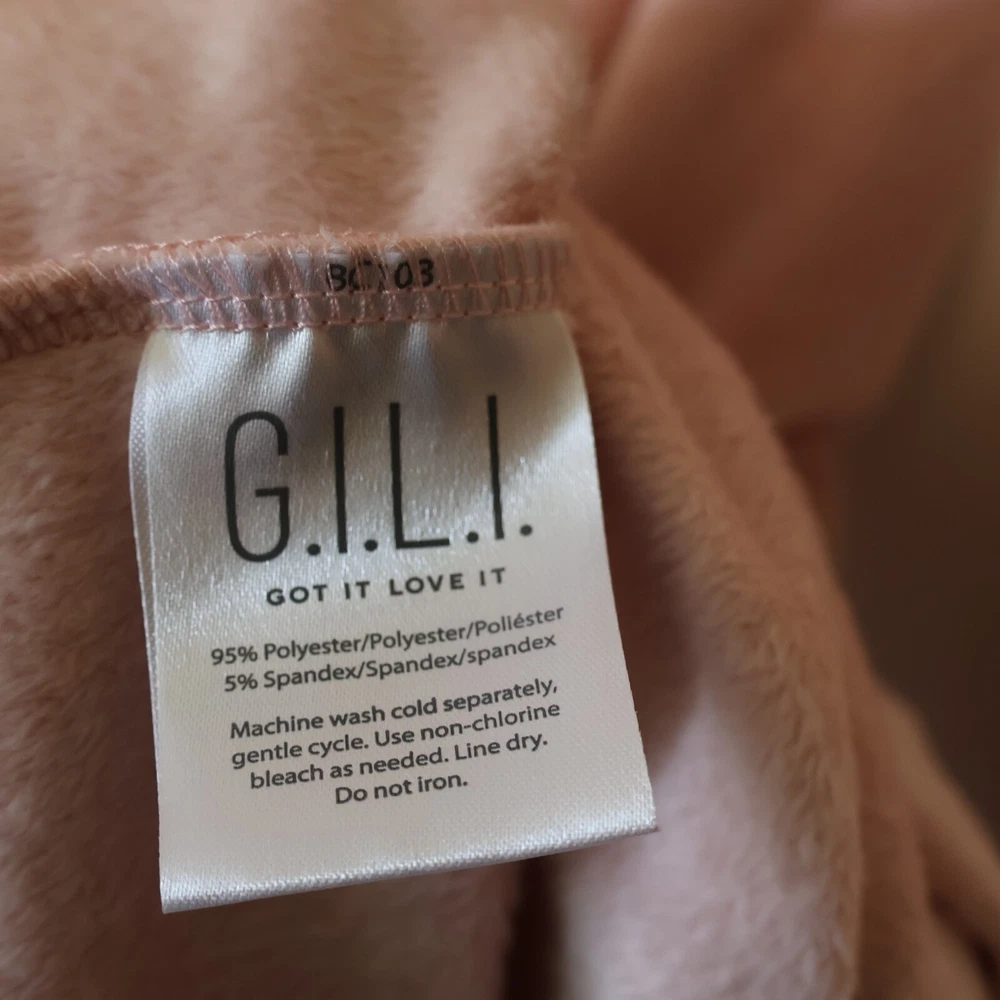 G.I.L.I.
GOT IT LOVE IT
95% Polyester/Polyester/Poliéster
5% Spandex/Spandex/spandex
Machine wash cold separately,
gentle cycle. Use non-chlorine
bleach as needed. Line dry.
Do not iron.